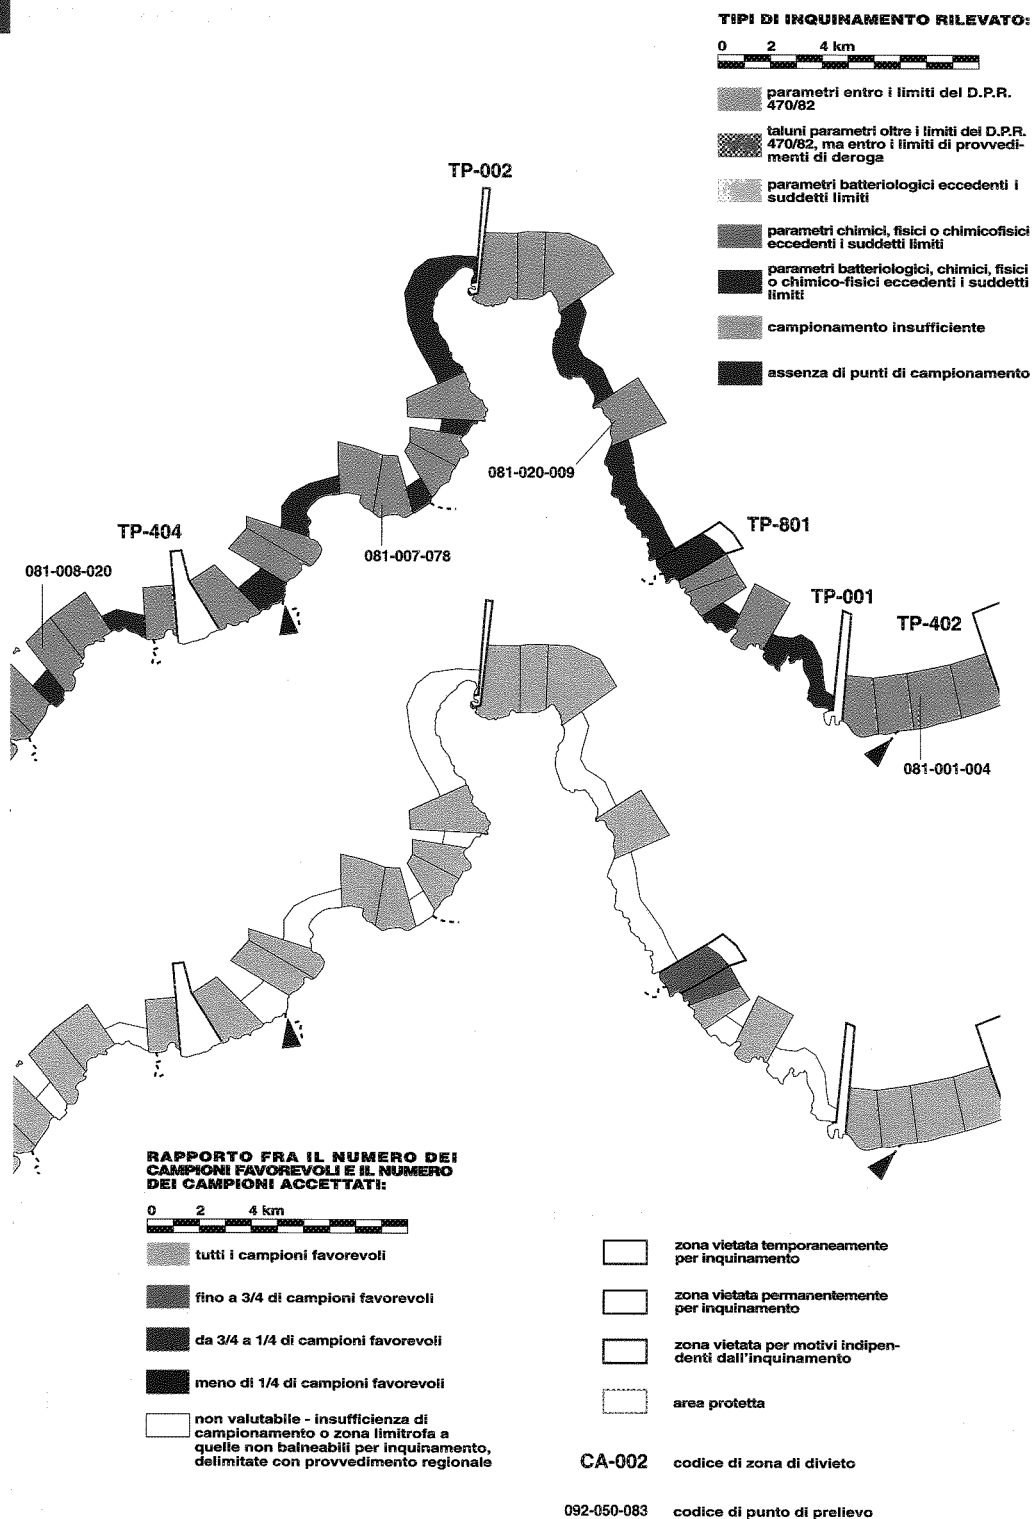 TIPI DI INQUINAMENTO RILEVATO:
0 2 4 km
parametri entro i limiti del D.P.R.
470/82
taluni parametri oltre i limiti del D.P.R.
470/82, ma entro i limiti di provvedi-
menti di deroga
parametri batteriologici eccedenti i
suddetti limiti
parametri chimici, fisici o chimicofisici
eccedenti i suddetti limiti
parametri batteriologici, chimici, fisici
o chimico-fisici eccedenti i suddetti
limiti
campionamento insufficiente
assenza di punti di campionamento
TP-002
081-020-009
TP-404
081-007-078
TP-801
081-008-020
TP-001
TP-402
081-001-004
RAPPORTO FRA IL NUMERO DEI
CAMPIONI FAVOREVOLI E IL NUMERO
DEI CAMPIONI ACCETTATI:
0 2 4 km
tutti i campioni favorevoli
fino a 3/4 di campioni favorevoli
da 3/4 a 1/4 di campioni favorevoli
meno di 1/4 di campioni favorevoli
non valutabile - insufficienza di
campionamento o zona limitrofa a
quelle non balneabili per inquinamento,
delimitate con provvedimento regionale
zona vietata temporaneamente
per inquinamento
zona vietata permanentemente
per inquinamento
zona vietata per motivi indipen-
denti dall'inquinamento
area protetta
CA-002 codice di zona di divieto
092-050-083 codice di punto di prelievo